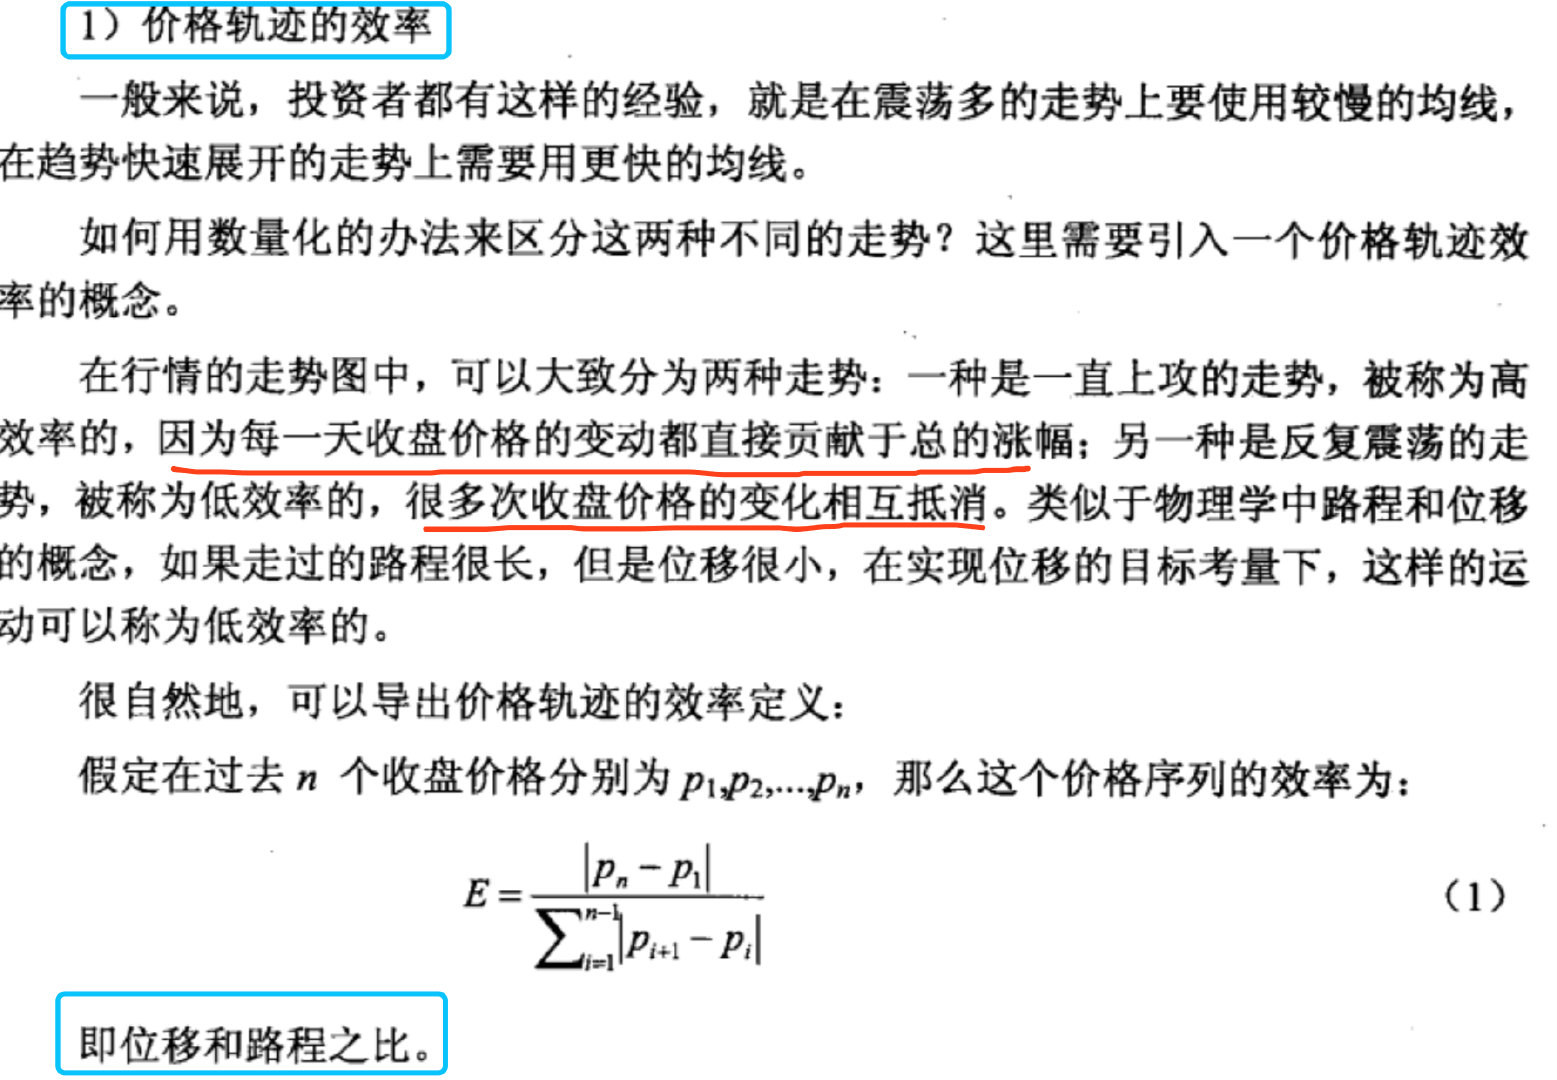 1）价格轨迹的效率
一般来说，投资者都有这样的经验，就是在震荡多的走势上要使用较慢的均线，
在趋势快速展开的走势上需要用更快的均线。
如何用数量化的办法来区分这两种不同的走势？这里需要引入一个价格轨迹效
率的概念。
在行情的走势图中，可以大致分为两种走势：一种是一直上攻的走势，被称为高
效率的，因为每一天收盘价格的变动都直接贡献于总的涨幅；另一种是反复震荡的走
势，被称为低效率的，很多次收盘价格的变化相互抵消。类似于物理学中路程和位移
的概念，如果走过的路程很长，但是位移很小，在实现位移的目标考量下，这样的运
动可以称为低效率的。
很自然地，可以导出价格轨迹的效率定义：
假定在过去 n 个收盘价格分别为 p₁,p₂,...,pₙ，那么这个价格序列的效率为：
E = |pₙ − p₁| / ∑ᵢ₌₁ⁿ⁻¹|pᵢ₊₁ − pᵢ| （1）
即位移和路程之比。